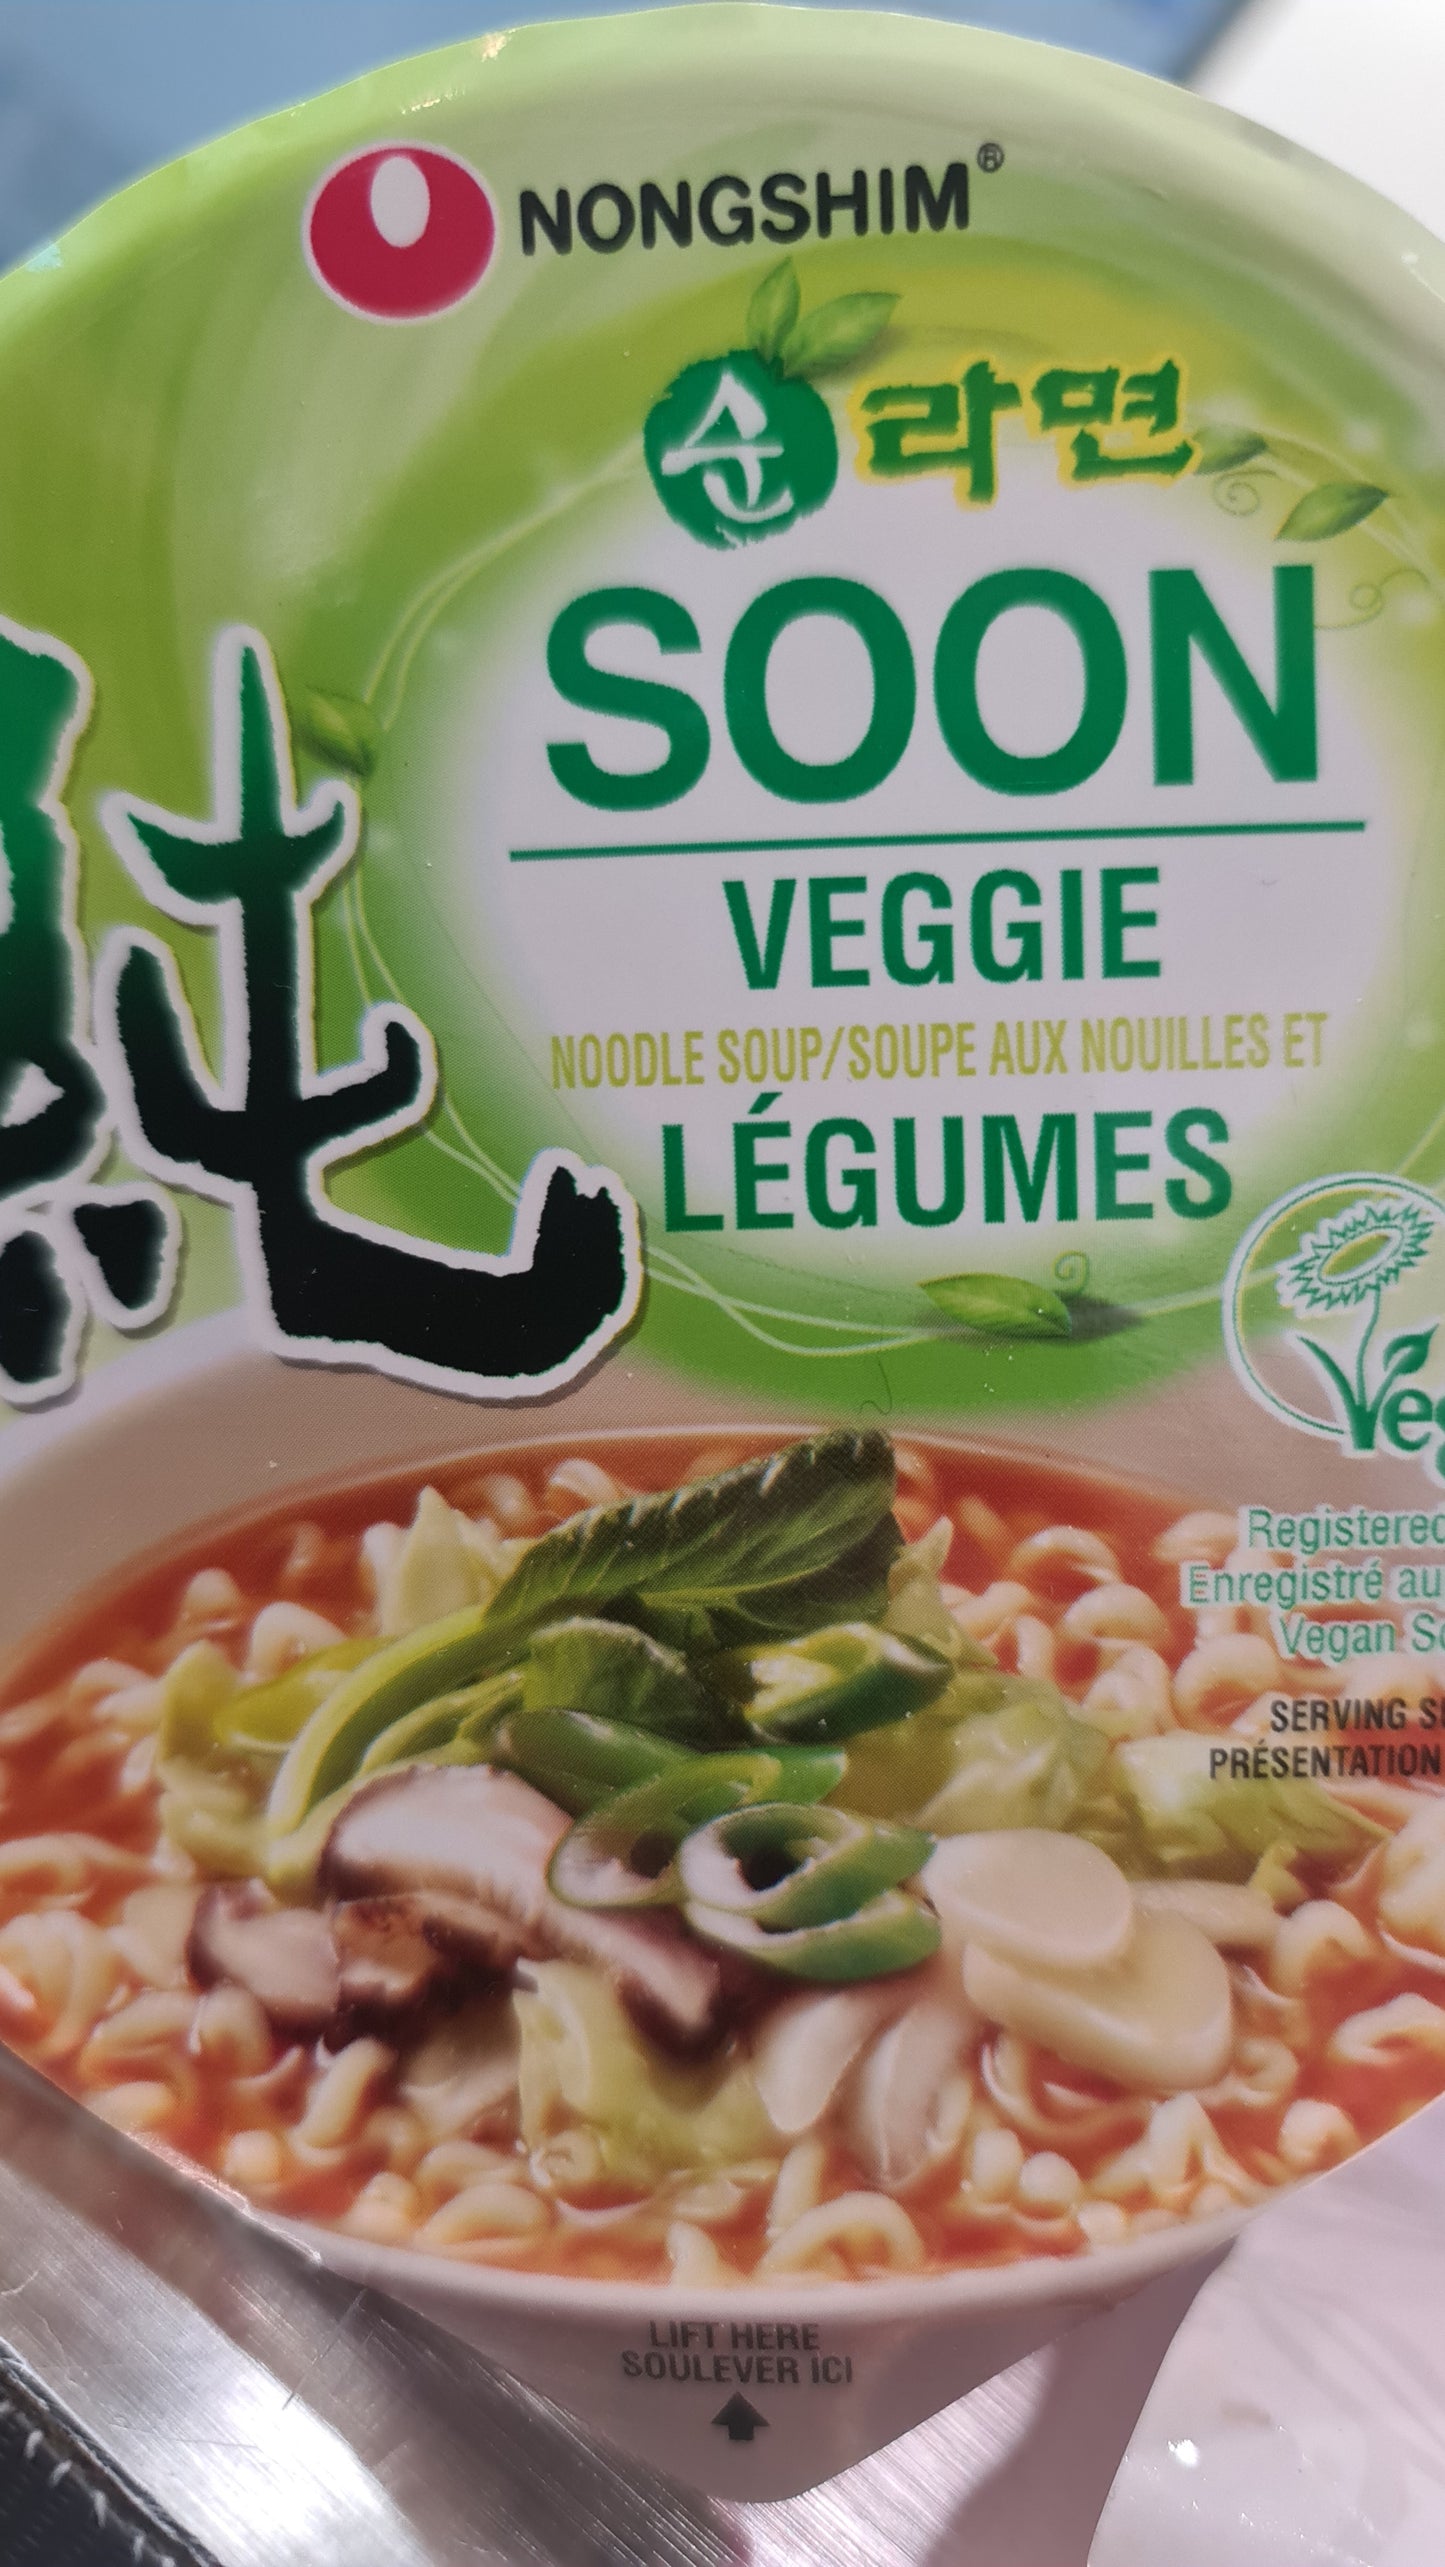 NONGSHIM®
순라면
SOON
VEGGIE
NOODLE SOUP/SOUPE AUX NOUILLES ET
LÉGUMES
純
Registered
Enregistré au
Vegan
SERVING
PRÉSENTATION
LIFT HERE
SOULEVER ICI